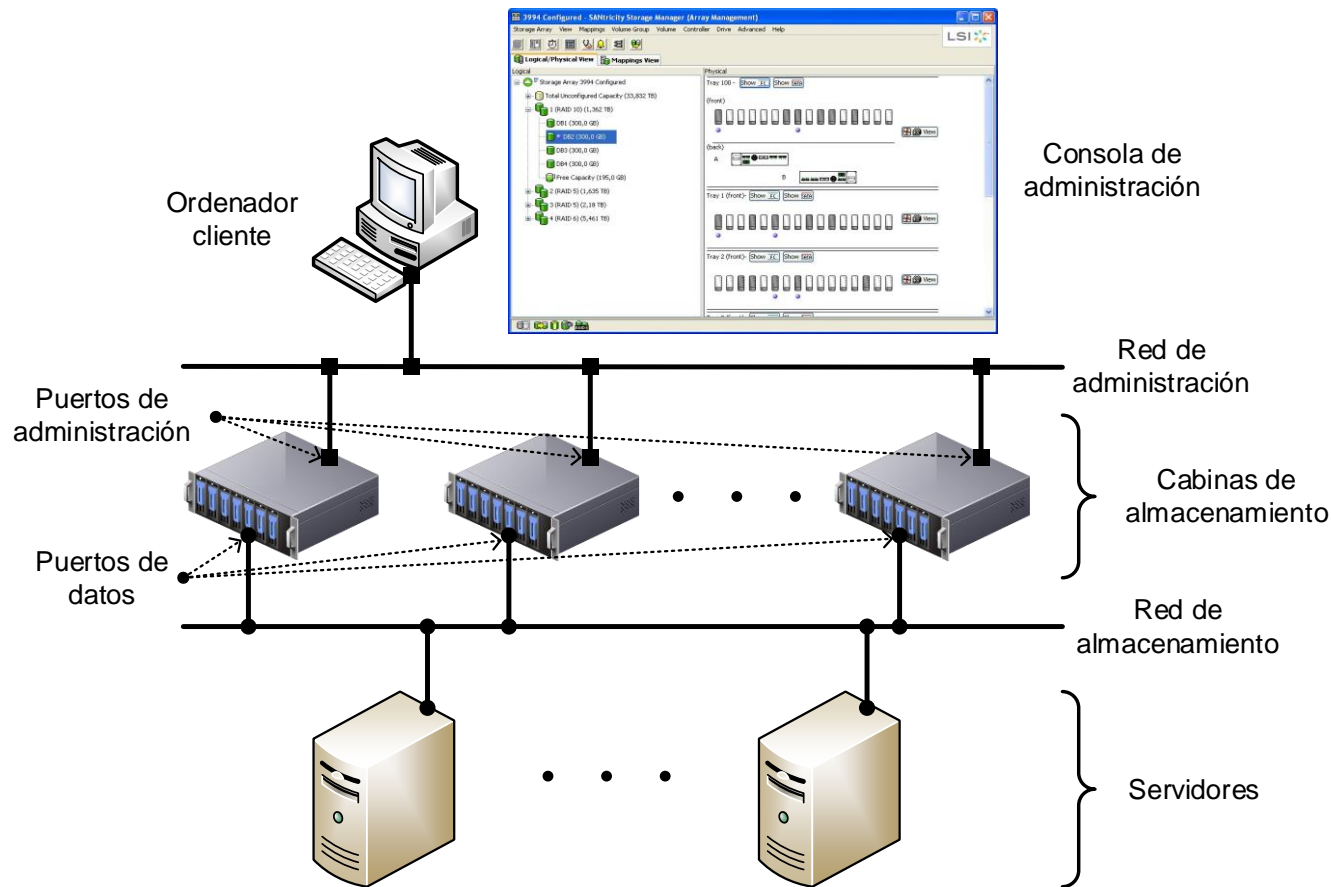 3994 Configured - SANtricity Storage Manager (Array Management)
Storage Array View Mappings Volume Group Volume Controller Drive Advanced Help
LSI
Logical/Physical View Mappings View
Logical
Storage Array 3994 Configured
Total Unconfigured Capacity (33,832 TB)
1 (RAID 10) (1,362 TB)
DB1 (300,0 GB)
DB2 (300,0 GB)
DB3 (300,0 GB)
DB4 (300,0 GB)
Free Capacity (195,0 GB)
2 (RAID 5) (1,635 TB)
3 (RAID 5) (2,18 TB)
4 (RAID 6) (5,461 TB)
Physical
Tray 100 - Show FC Show SATA
(front)
View
(back)
A
B
Tray 1 (front)- Show FC Show SATA
View
Tray 2 (front)- Show FC Show SATA
View
Consola de
administración
Ordenador
cliente
Red de
administración
Puertos de
administración
Cabinas de
almacenamiento
Puertos de
datos
Red de
almacenamiento
Servidores